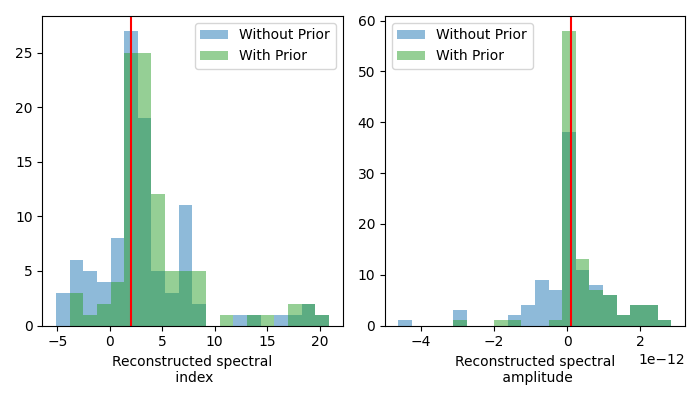 Without Prior
With Prior
25
20
15
10
5
0
−5
0
5
10
15
20
Reconstructed spectral
index
Without Prior
With Prior
60
50
40
30
20
10
0
−4
−2
0
2
1e−12
Reconstructed spectral
amplitude